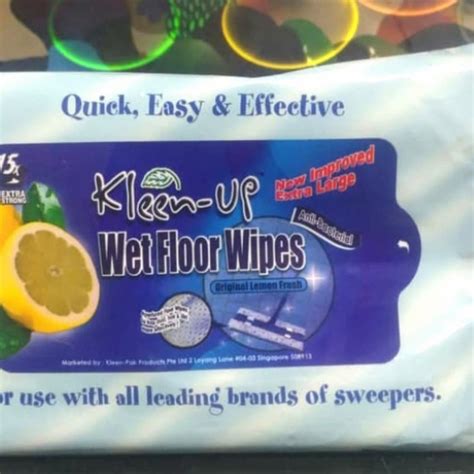 Quick, Easy & Effective
15x
EXTRA
STRONG
Kleen-Up
New Improved
Extra Large
Anti-bacterial
Wet Floor Wipes
Original Lemon Fresh
Marketed by : Kleen-Pak Products Pte Ltd 2 Loyang Lane #04-03 Singapore 508913
or use with all leading brands of sweepers.